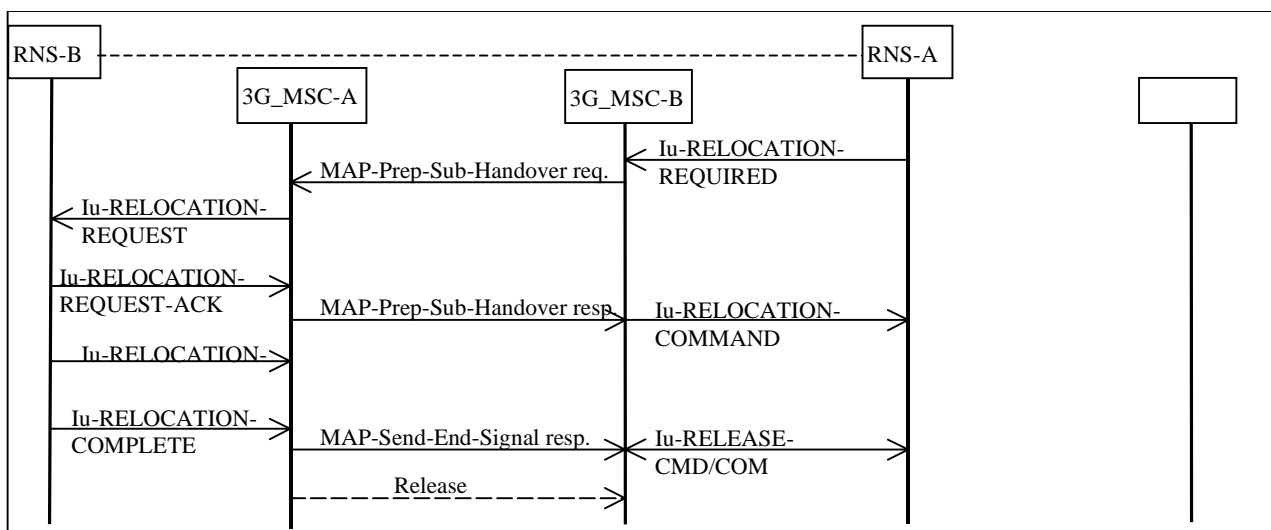 RNS-B
RNS-A
3G_MSC-A
3G_MSC-B
Iu-RELOCATION-
REQUIRED
MAP-Prep-Sub-Handover req.
Iu-RELOCATION-
REQUEST
Iu-RELOCATION-
REQUEST-ACK
MAP-Prep-Sub-Handover resp.
Iu-RELOCATION-
COMMAND
Iu-RELOCATION-
Iu-RELOCATION-
COMPLETE
MAP-Send-End-Signal resp.
Iu-RELEASE-
CMD/COM
Release